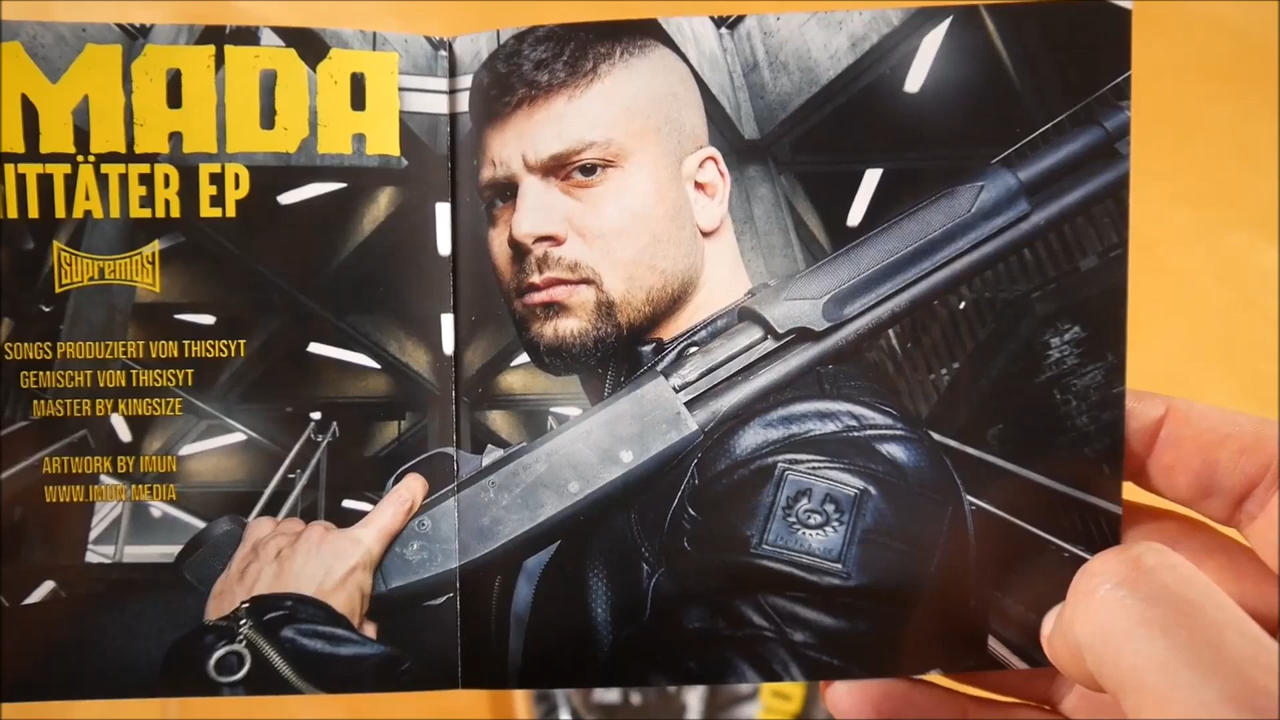 MADA
ITTÄTER EP
SUPREMOS
SONGS PRODUZIERT VON THISISYT
GEMISCHT VON THISISYT
MASTER BY KINGSIZE
ARTWORK BY IMUN
WWW.IMUN.MEDIA